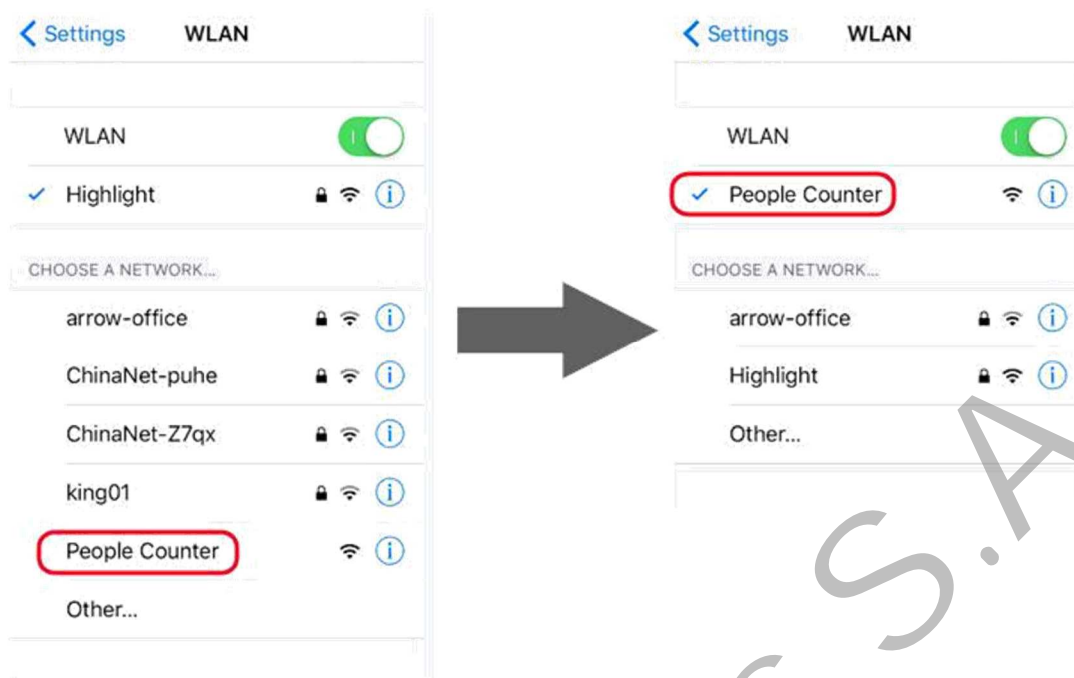 Settings WLAN
WLAN
Highlight
CHOOSE A NETWORK...
arrow-office
ChinaNet-puhe
ChinaNet-Z7qx
king01
People Counter
Other...
Settings WLAN
WLAN
People Counter
CHOOSE A NETWORK...
arrow-office
Highlight
Other...
S.A